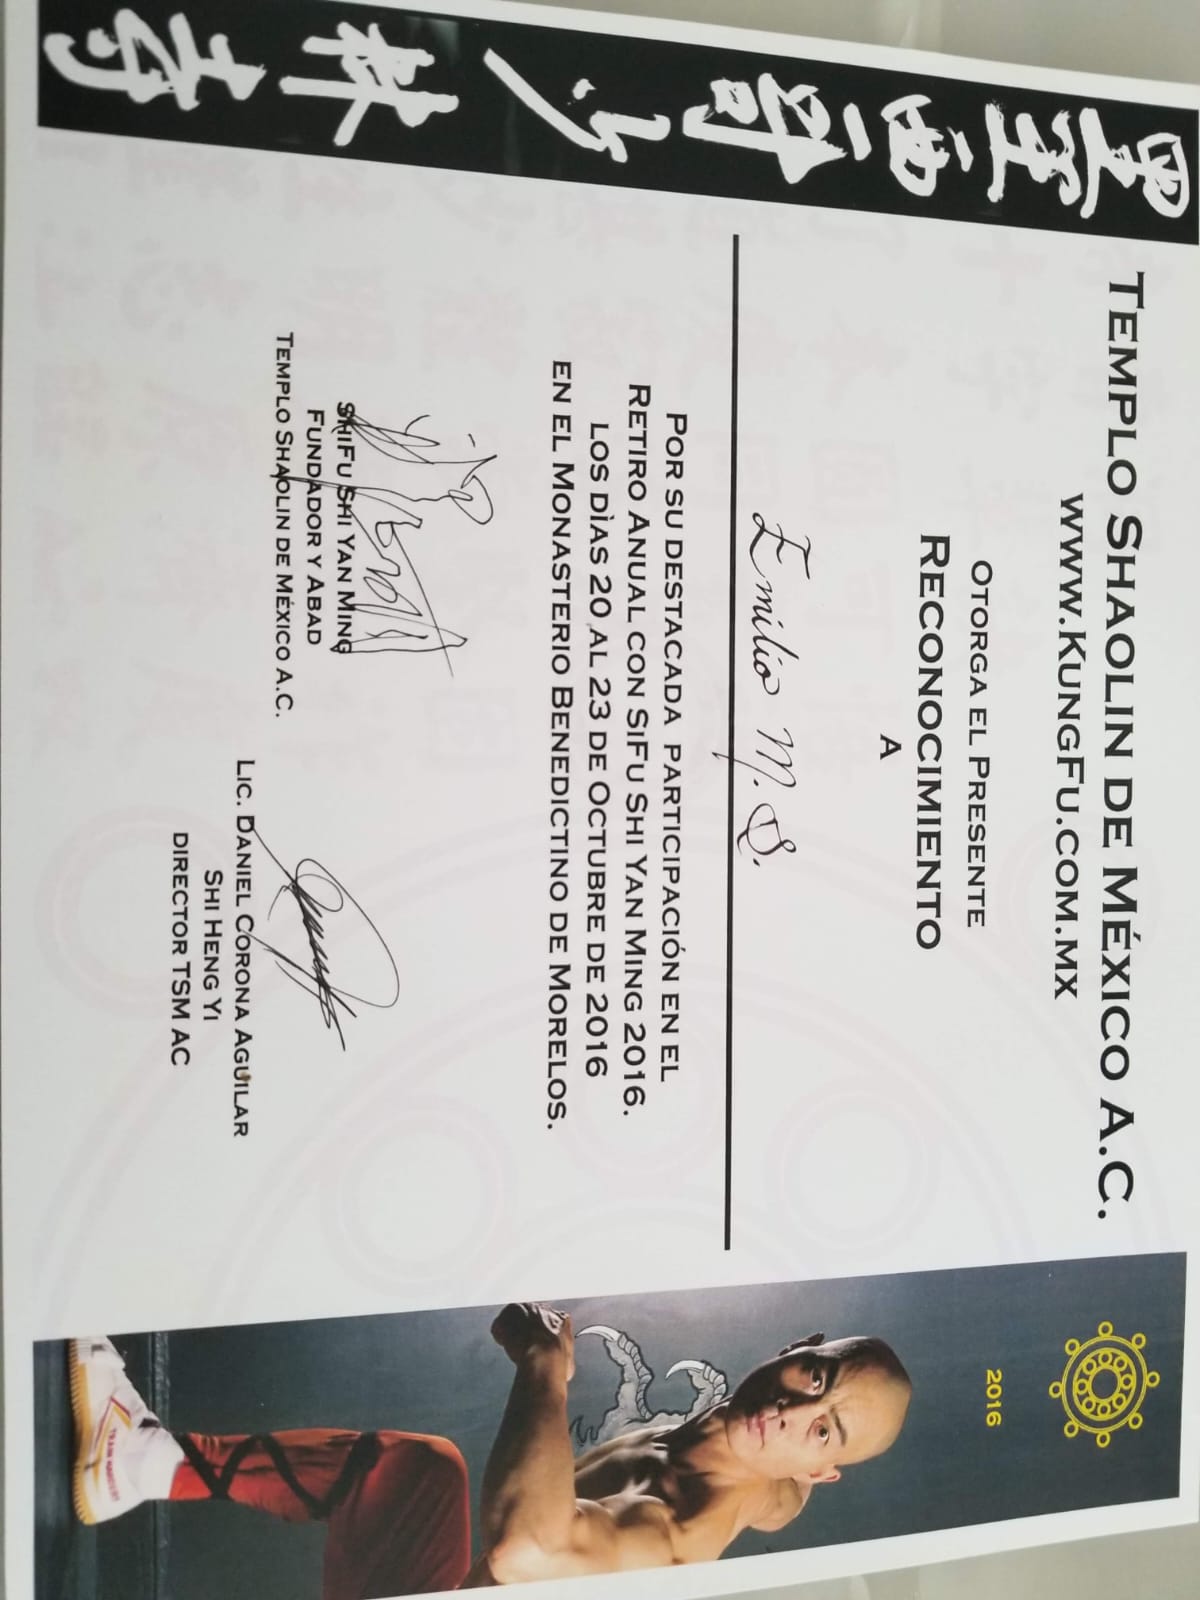 墨西哥少林寺
TEMPLO SHAOLIN DE MÉXICO A.C.
WWW.KUNGFU.COM.MX
OTORGA EL PRESENTE
RECONOCIMIENTO
A
Emilio M. S.
POR SU DESTACADA PARTICIPACIÓN EN EL
RETIRO ANUAL CON SIFU SHI YAN MING 2016.
LOS DÌAS 20 AL 23 DE OCTUBRE DE 2016
EN EL MONASTERIO BENEDICTINO DE MORELOS.
SHIFU SHI YAN MING
FUNDADOR Y ABAD
TEMPLO SHAOLIN DE MÉXICO A.C.
LIC. DANIEL CORONA AGUILAR
SHI HENG YI
DIRECTOR TSM AC
2016